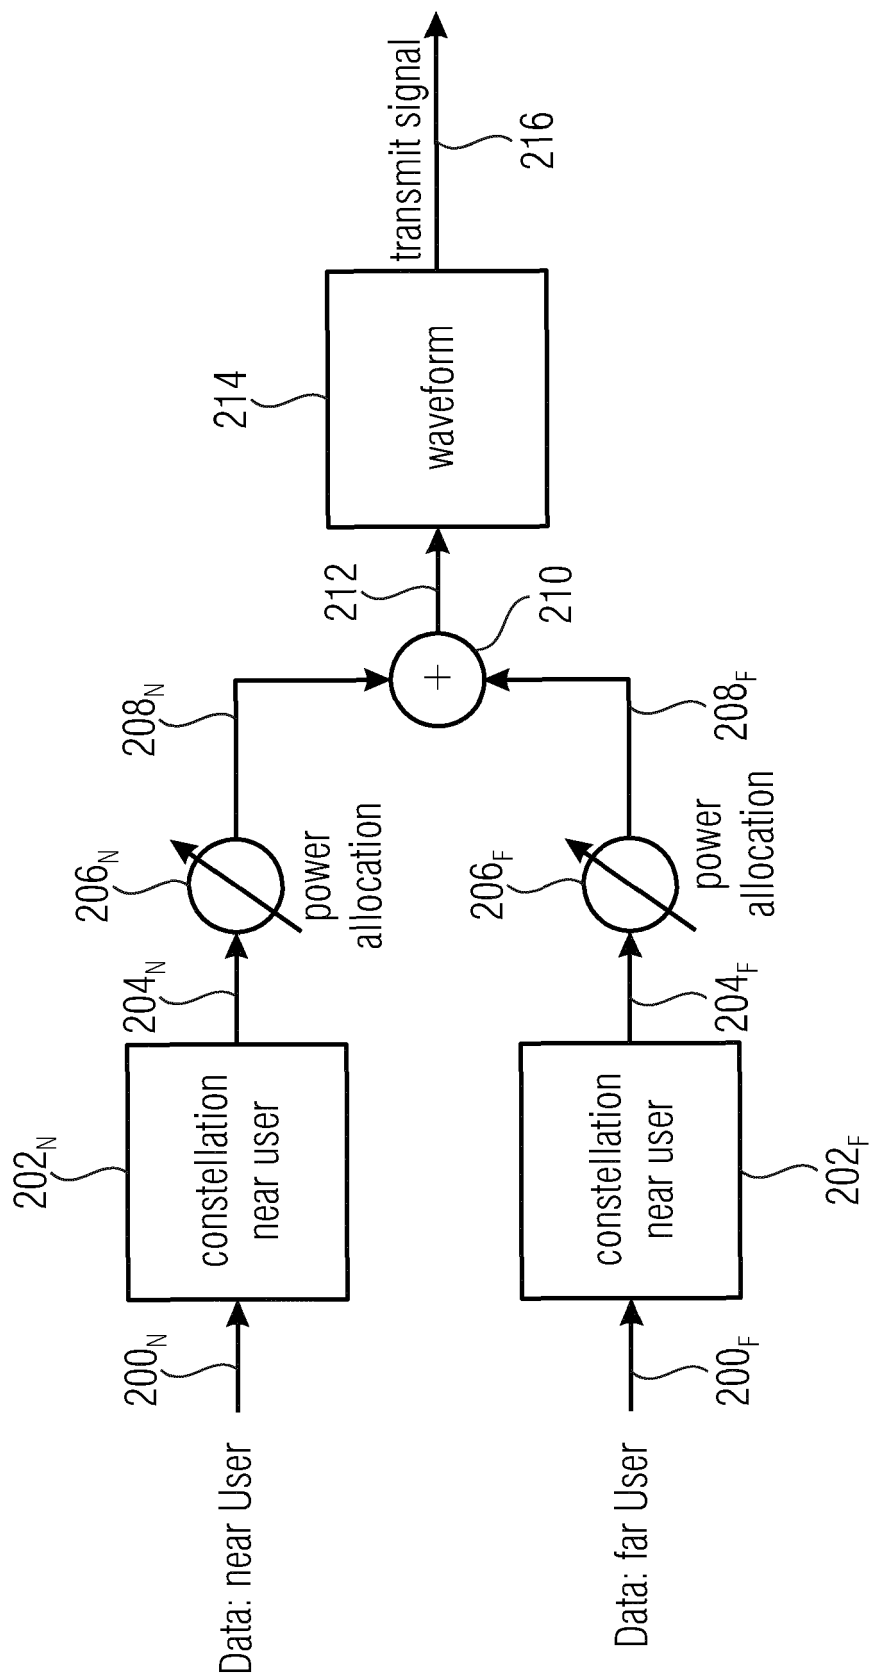 Data: near User
200N
202N
constellation
near user
204N
206N
power
allocation
208N
Data: far User
200F
202F
constellation
near user
204F
206F
power
allocation
208F
+
210
212
214
waveform
transmit signal
216